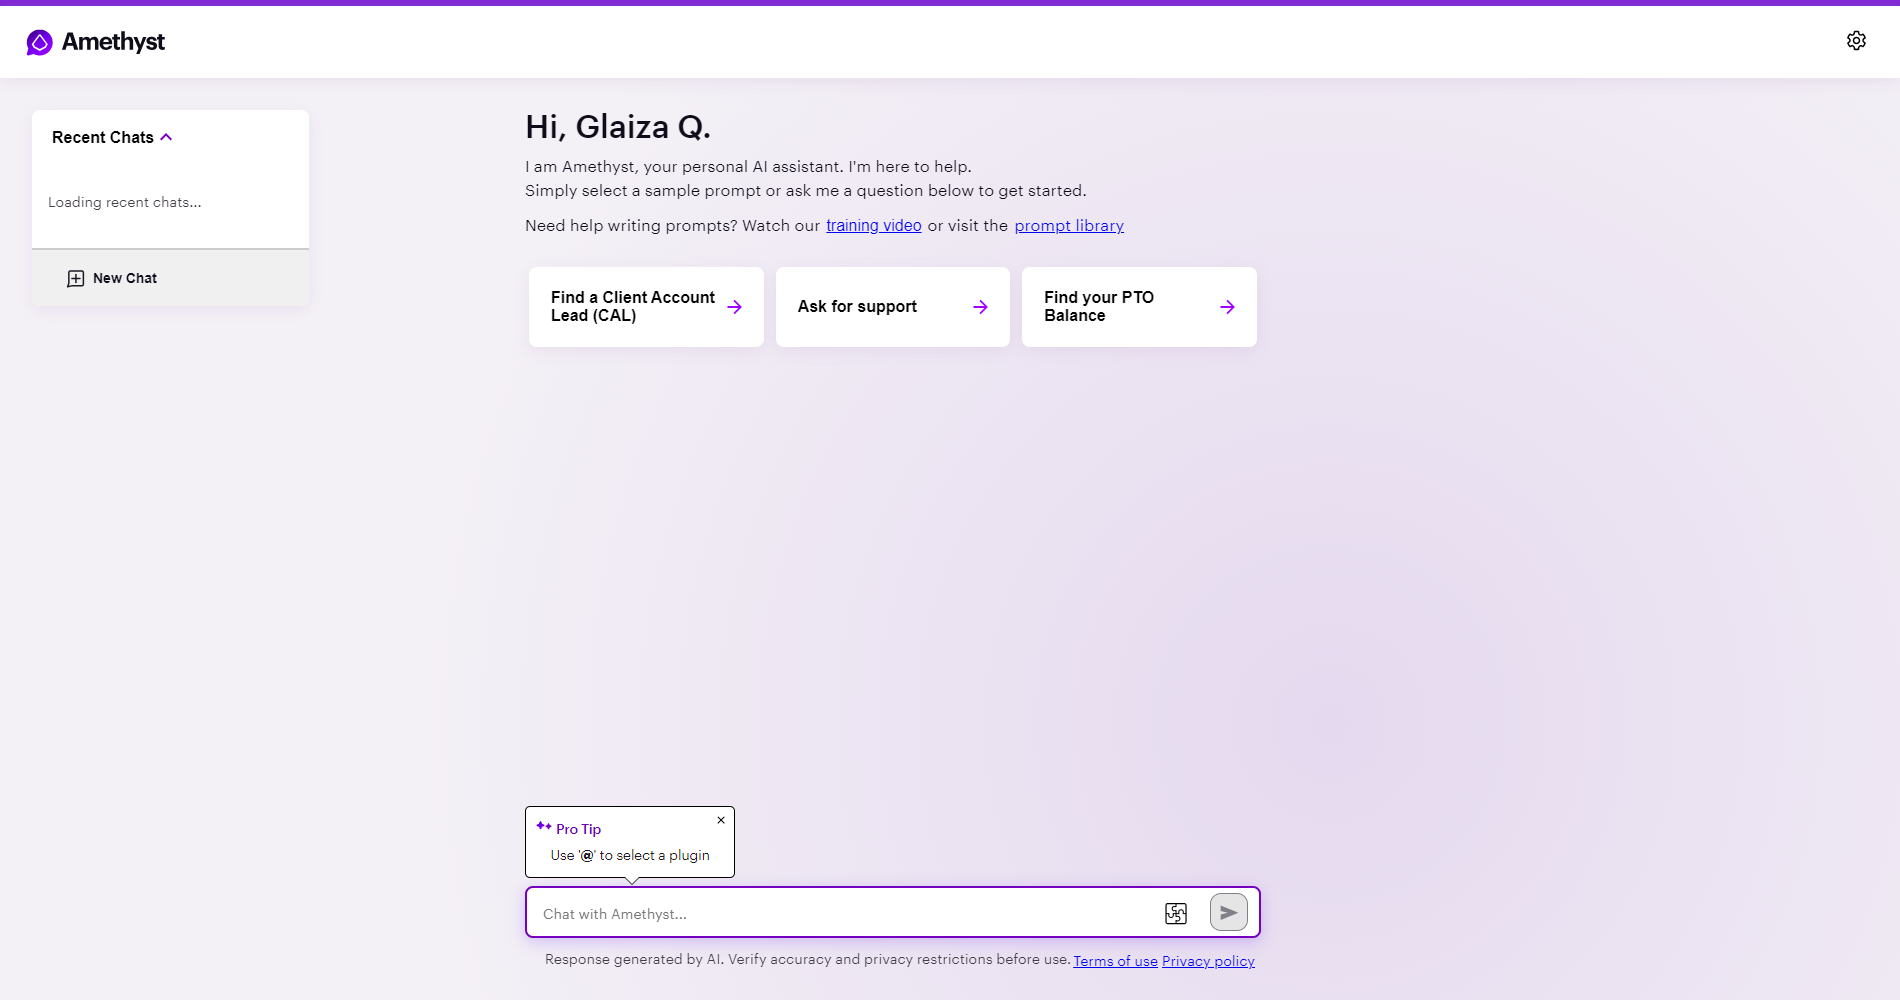 Amethyst
Recent Chats
Loading recent chats...
New Chat
Hi, Glaiza Q.
I am Amethyst, your personal AI assistant. I'm here to help.
Simply select a sample prompt or ask me a question below to get started.
Need help writing prompts? Watch our training video or visit the prompt library
Find a Client Account
Lead (CAL)
Ask for support
Find your PTO
Balance
Pro Tip
Use '@' to select a plugin
Chat with Amethyst...
Response generated by AI. Verify accuracy and privacy restrictions before use. Terms of use Privacy policy